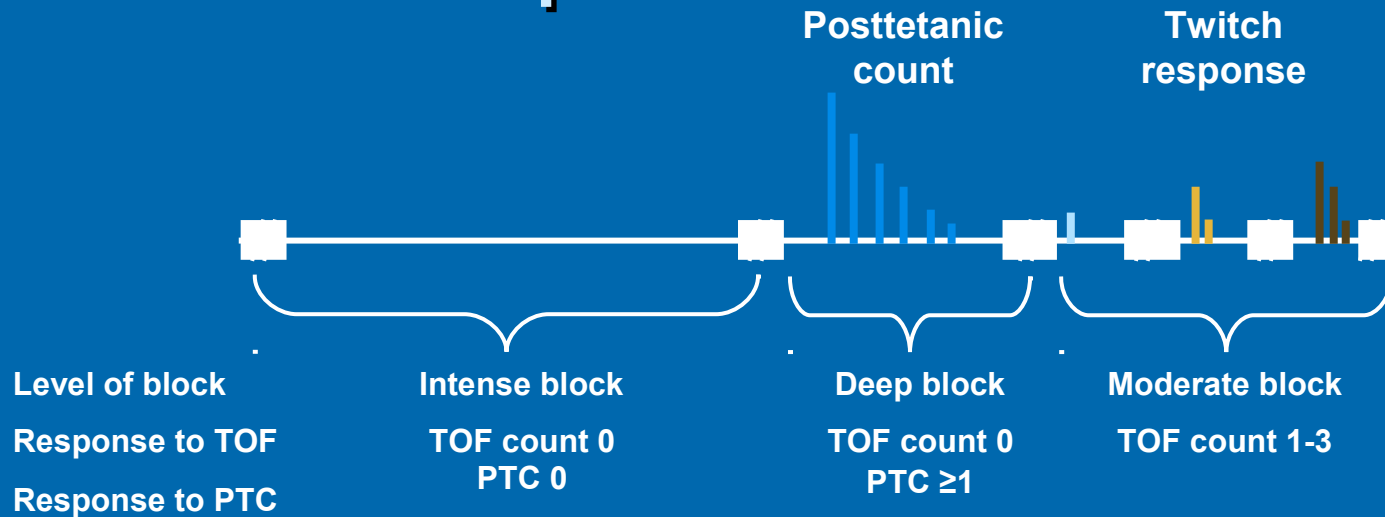 Posttetanic
count
Twitch
response
Level of block
Intense block
Deep block
Moderate block
Response to TOF
TOF count 0
TOF count 0
TOF count 1-3
PTC 0
PTC ≥1
Response to PTC